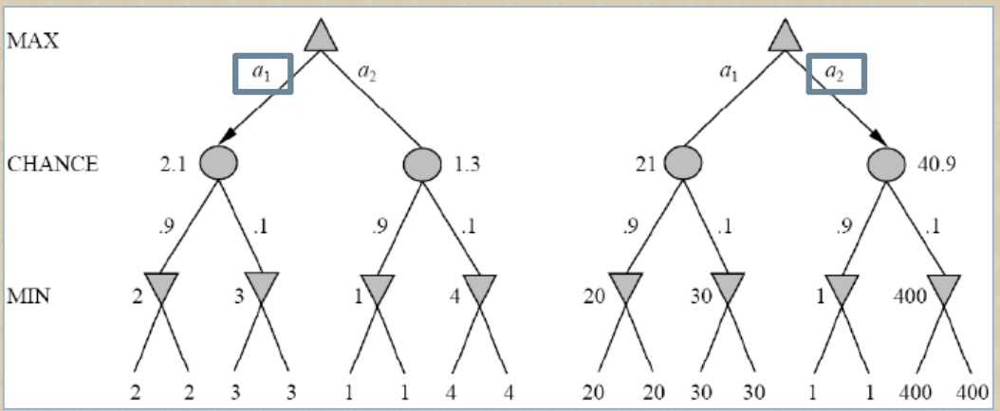 MAX
a1 a2 a1 a2
CHANCE 2.1 1.3 21 40.9
.9 .1 .9 .1 .9 .1 .9 .1
MIN 2 3 1 4 20 30 1 400
2 2 3 3 1 1 4 4 20 20 30 30 1 1 400 400